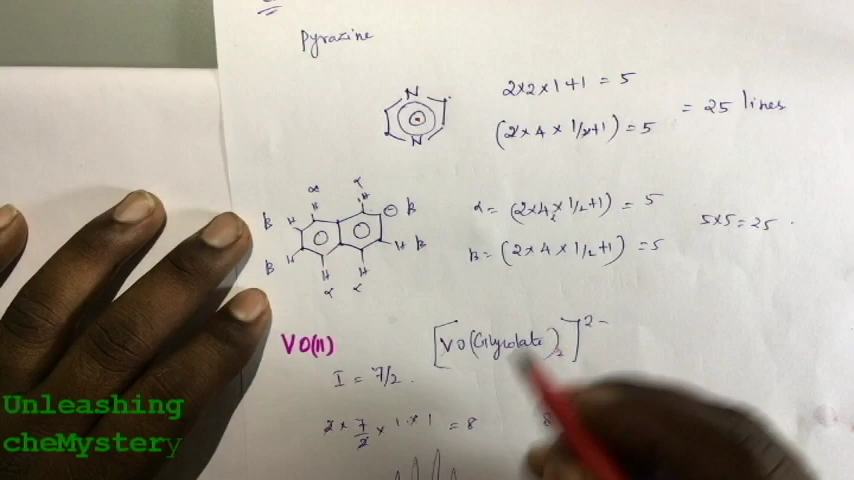 Pyrazine
N
N
2×2×1+1 = 5
(2×4×1/2+1) = 5
= 25 lines
α α
H H
β H β
β H H β
H H
α α
α = (2×4×1/2+1) = 5
β = (2×4×1/2+1) = 5
5×5=25
VO(II)
[VO( )2]2-
I = 7/2.
2 × 7/2 × 1 + 1 = 8
8
Unleashing
cheMystery